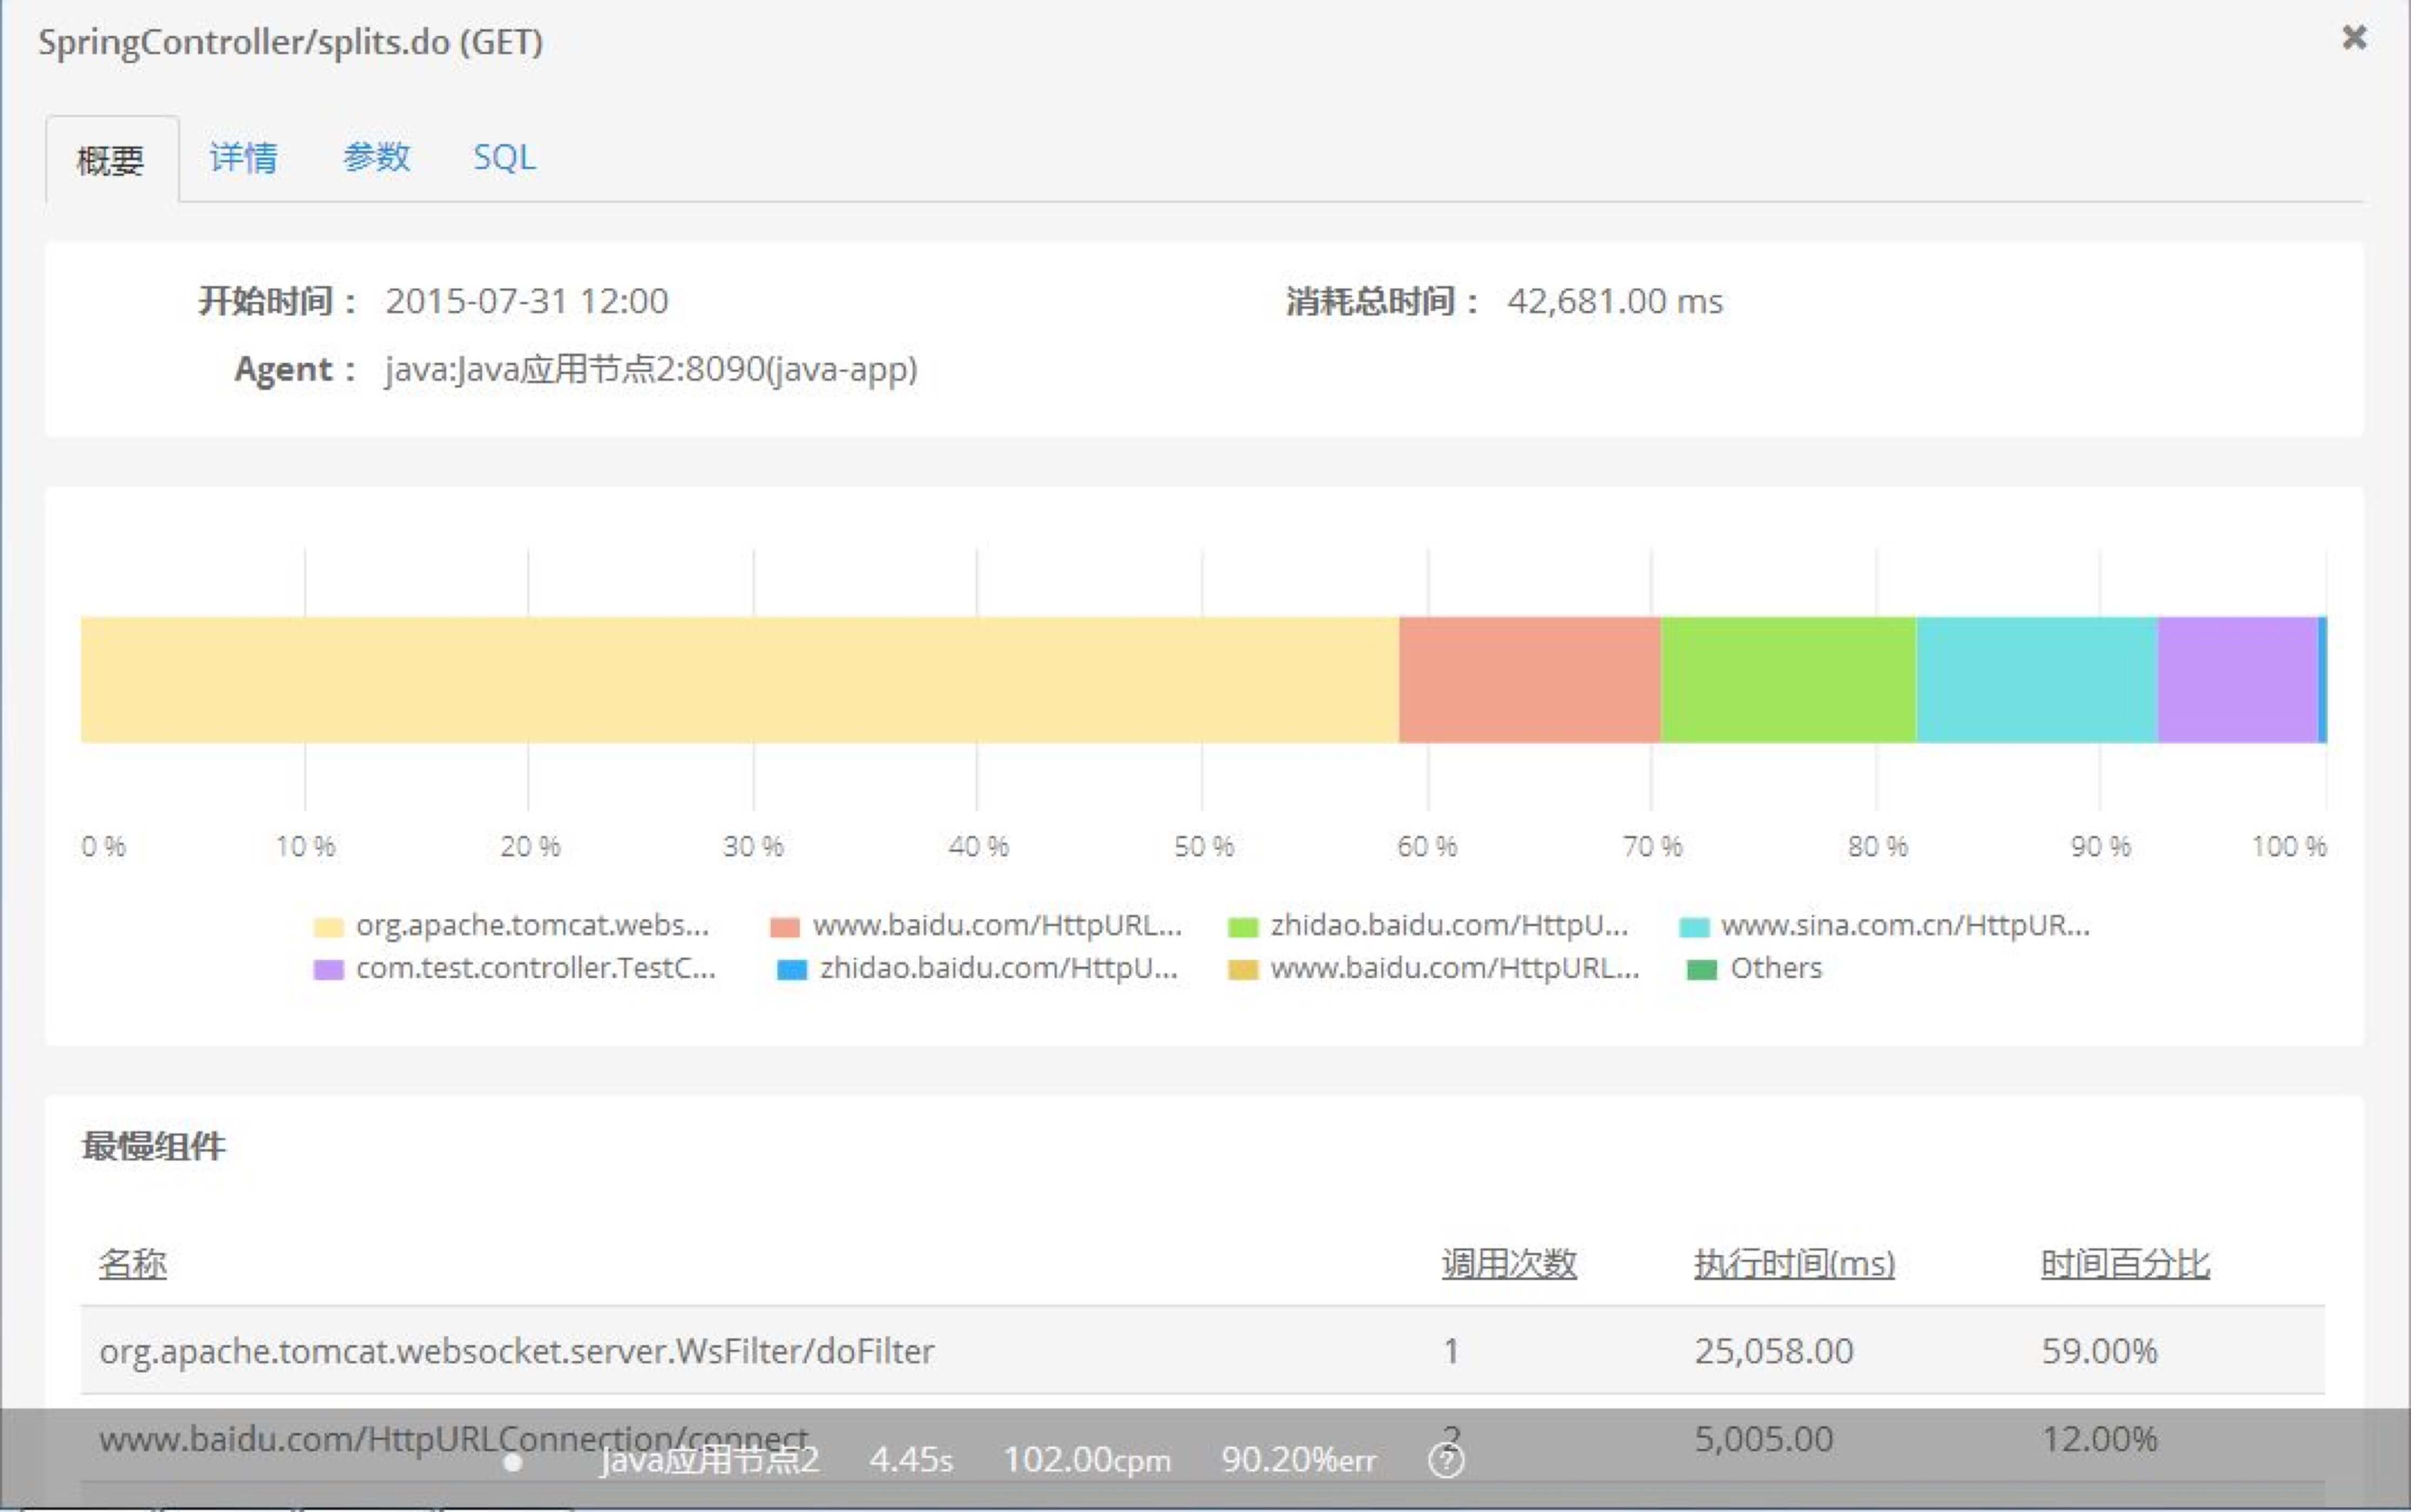 SpringController/splits.do (GET)
概要 详情 参数 SQL
开始时间： 2015-07-31 12:00 消耗总时间： 42,681.00 ms
Agent： java:Java应用节点2:8090(java-app)
0 % 10 % 20 % 30 % 40 % 50 % 60 % 70 % 80 % 90 % 100 %
org.apache.tomcat.webs... www.baidu.com/HttpURL... zhidao.baidu.com/HttpU... www.sina.com.cn/HttpUR...
com.test.controller.TestC... zhidao.baidu.com/HttpU... www.baidu.com/HttpURL... Others
最慢组件
名称 调用次数 执行时间(ms) 时间百分比
org.apache.tomcat.websocket.server.WsFilter/doFilter 1 25,058.00 59.00%
www.baidu.com/HttpURLConnection/connect 2 5,005.00 12.00%
Java应用节点2 4.45s 102.00cpm 90.20%err ?